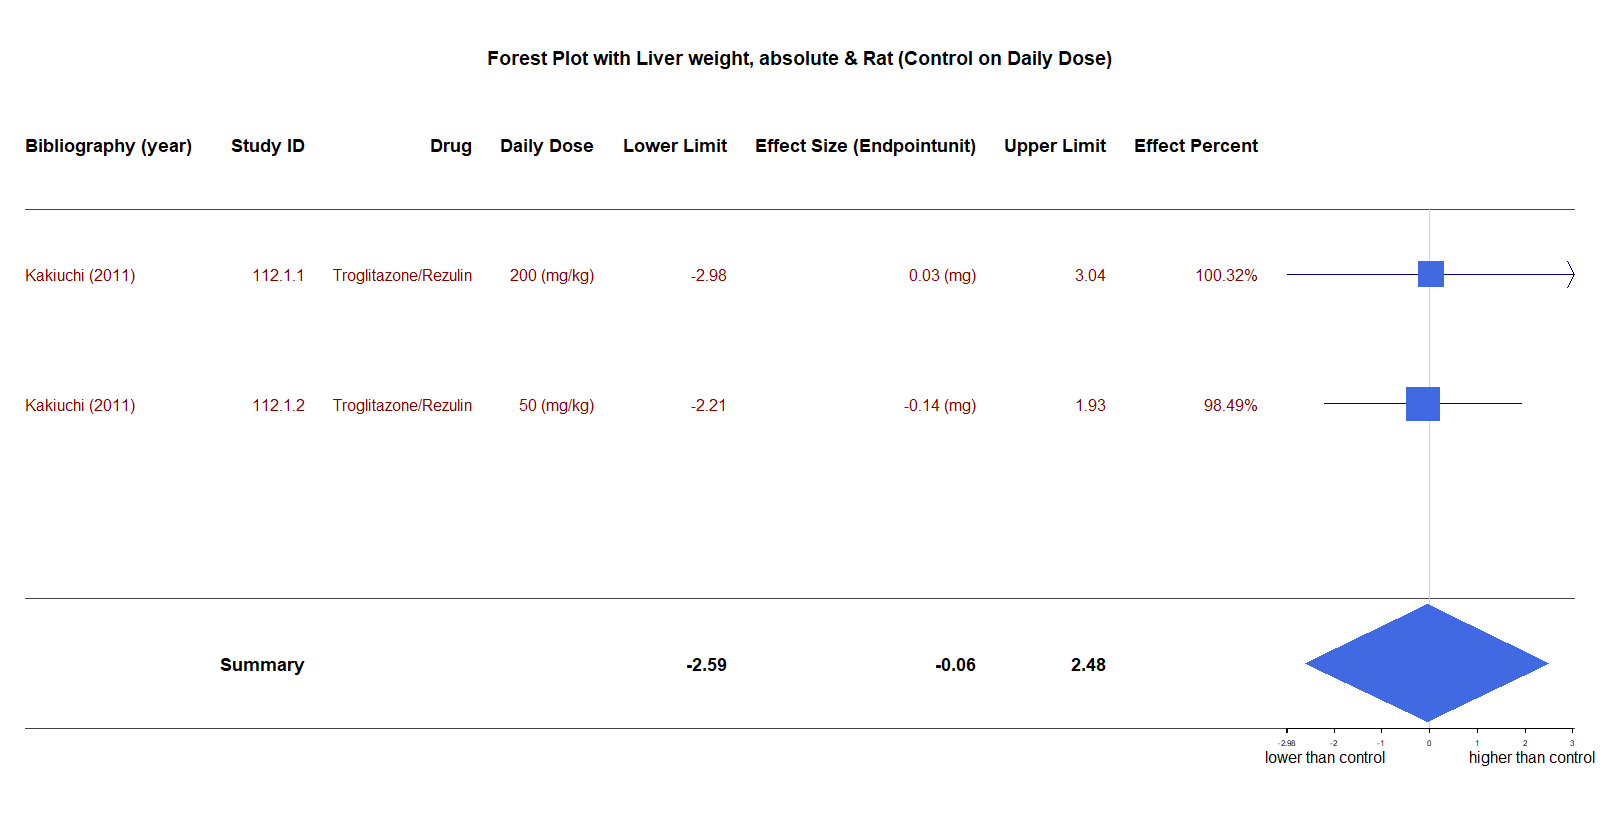 Forest Plot with Liver weight, absolute & Rat (Control on Daily Dose)
Bibliography (year) Study ID Drug Daily Dose Lower Limit Effect Size (Endpointunit) Upper Limit Effect Percent
Kakiuchi (2011) 112.1.1 Troglitazone/Rezulin 200 (mg/kg) -2.98 0.03 (mg) 3.04 100.32%
Kakiuchi (2011) 112.1.2 Troglitazone/Rezulin 50 (mg/kg) -2.21 -0.14 (mg) 1.93 98.49%
Summary -2.59 -0.06 2.48
-2.98 -2 -1 0 1 2 3
lower than control higher than control